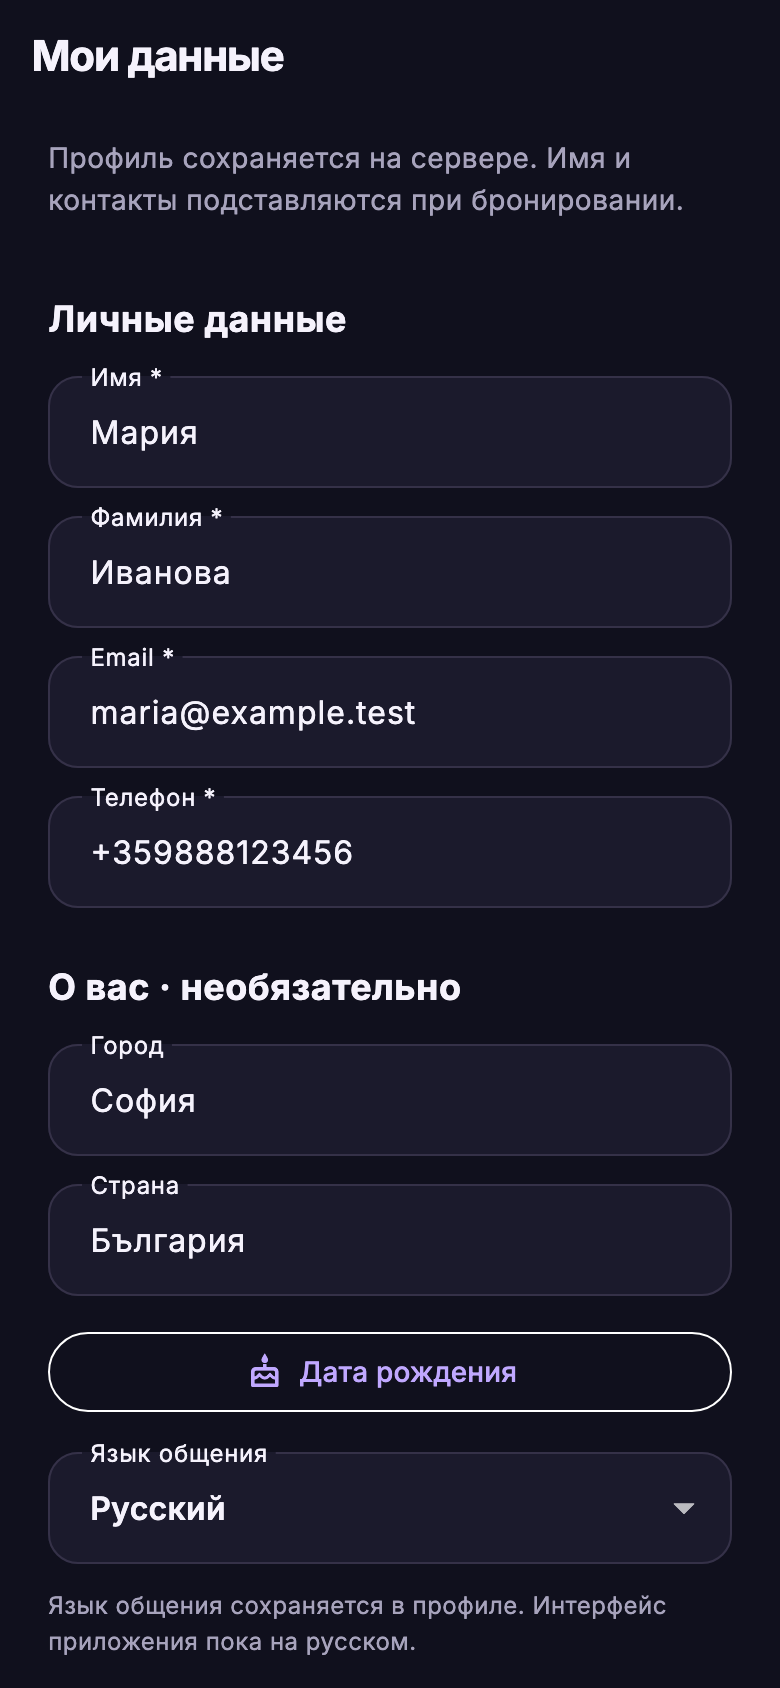 Мои данные
Профиль сохраняется на сервере. Имя и
контакты подставляются при бронировании.
Личные данные
Имя *
Мария
Фамилия *
Иванова
Email *
maria@example.test
Телефон *
+359888123456
О вас · необязательно
Город
София
Страна
България
Дата рождения
Язык общения
Русский
Язык общения сохраняется в профиле. Интерфейс
приложения пока на русском.